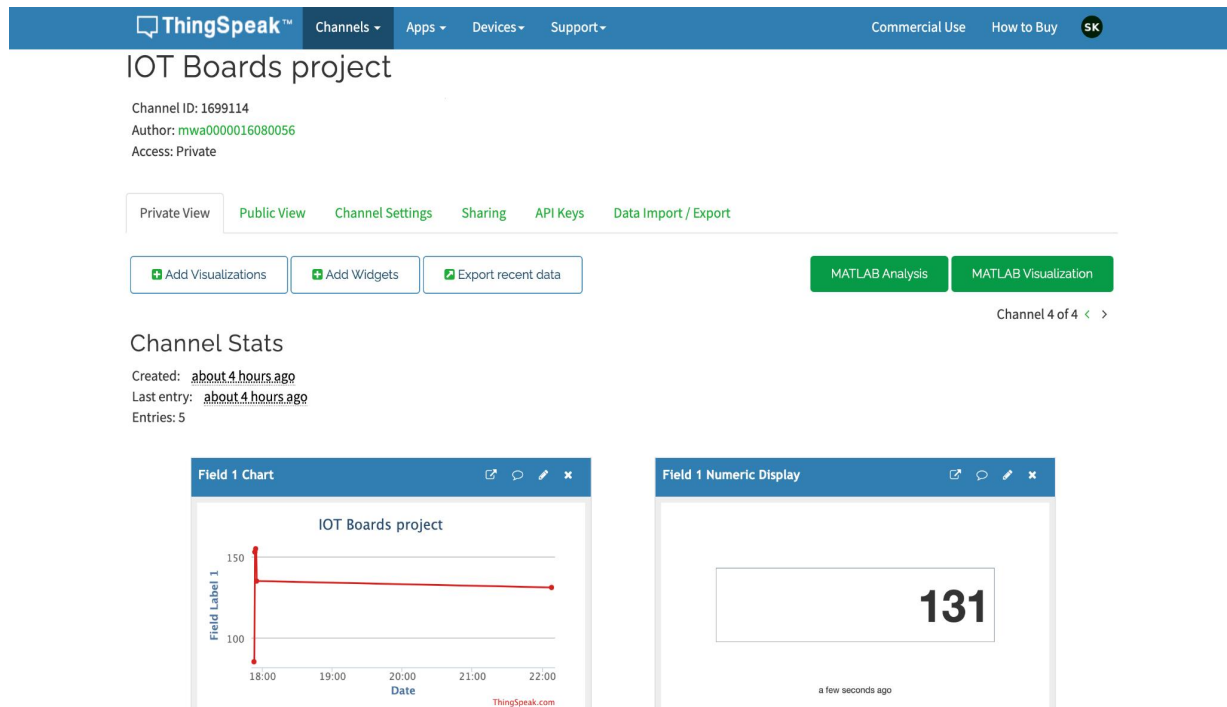 ThingSpeak™ Channels Apps Devices Support Commercial Use How to Buy SK
IOT Boards project
Channel ID: 1699114
Author: mwa0000016080056
Access: Private
Private View Public View Channel Settings Sharing API Keys Data Import / Export
Add Visualizations Add Widgets Export recent data MATLAB Analysis MATLAB Visualization
Channel 4 of 4 < >
Channel Stats
Created: about 4 hours ago
Last entry: about 4 hours ago
Entries: 5
Field 1 Chart
IOT Boards project
Field Label 1
150
100
18:00 19:00 20:00 21:00 22:00
Date
ThingSpeak.com
Field 1 Numeric Display
131
a few seconds ago